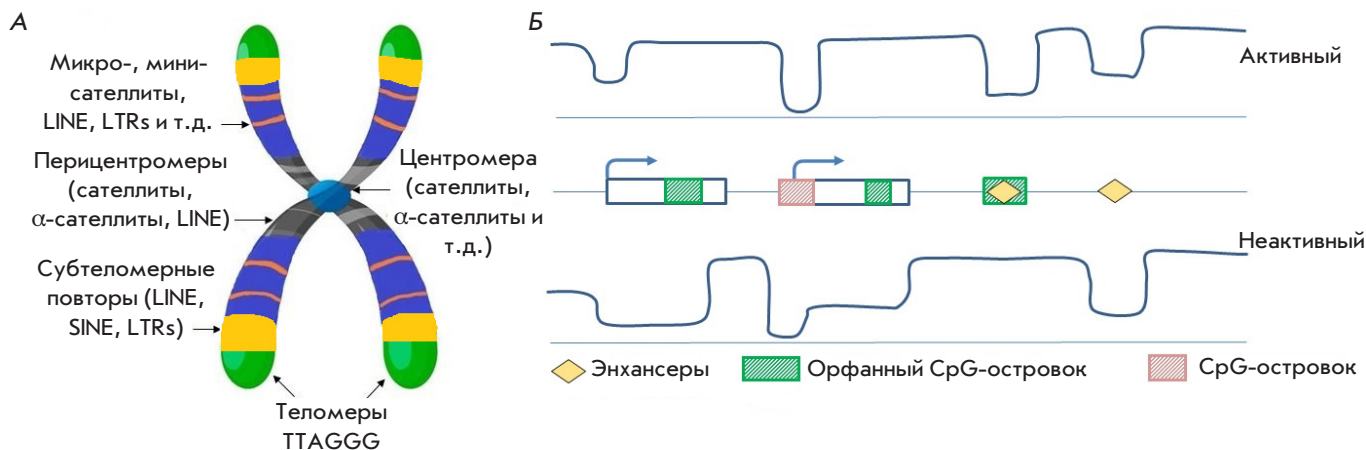 А
Микро-, мини-
сателлиты,
LINE, LTRs и т.д.
Перицентромеры
(сателлиты,
α-сателлиты, LINE)
Субтеломерные
повторы (LINE,
SINE, LTRs)
Центромера
(сателлиты,
α-сателлиты и
т.д.)
Теломеры
TTAGGG
Б
Активный
Неактивный
Энхансеры
Орфанный CpG-островок
CpG-островок